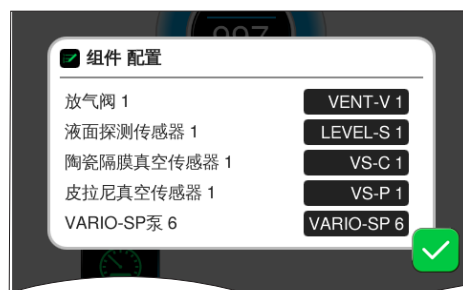 组件 配置
放气阀 1 VENT-V 1
液面探测传感器 1 LEVEL-S 1
陶瓷隔膜真空传感器 1 VS-C 1
皮拉尼真空传感器 1 VS-P 1
VARIO-SP泵 6 VARIO-SP 6